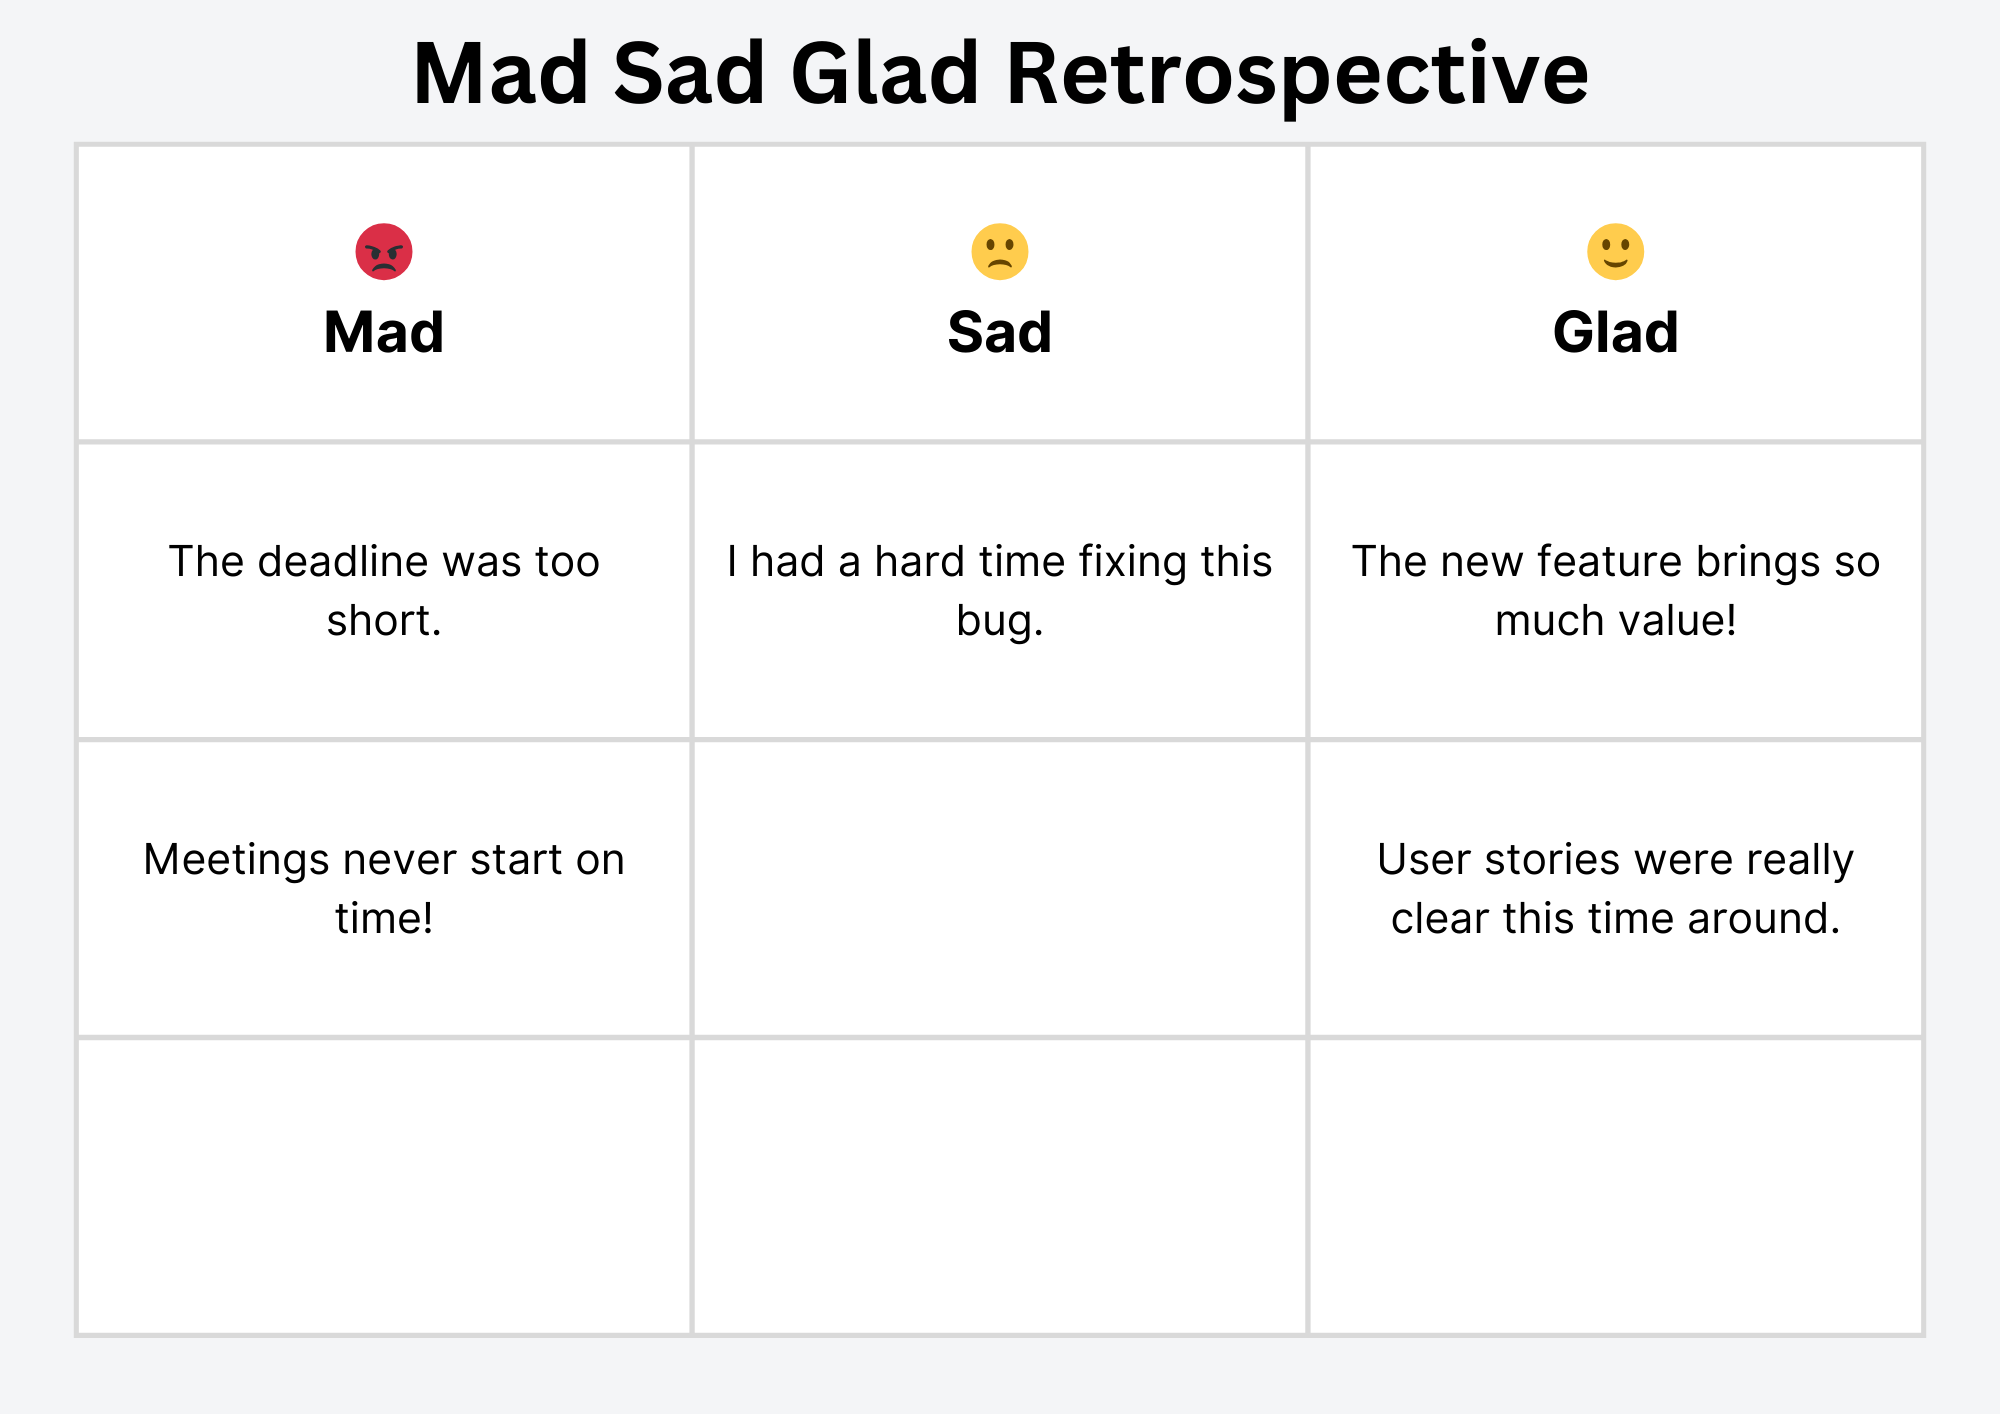 Mad Sad Glad Retrospective
Mad
Sad
Glad
The deadline was too
short.
I had a hard time fixing this
bug.
The new feature brings so
much value!
Meetings never start on
time!
User stories were really
clear this time around.